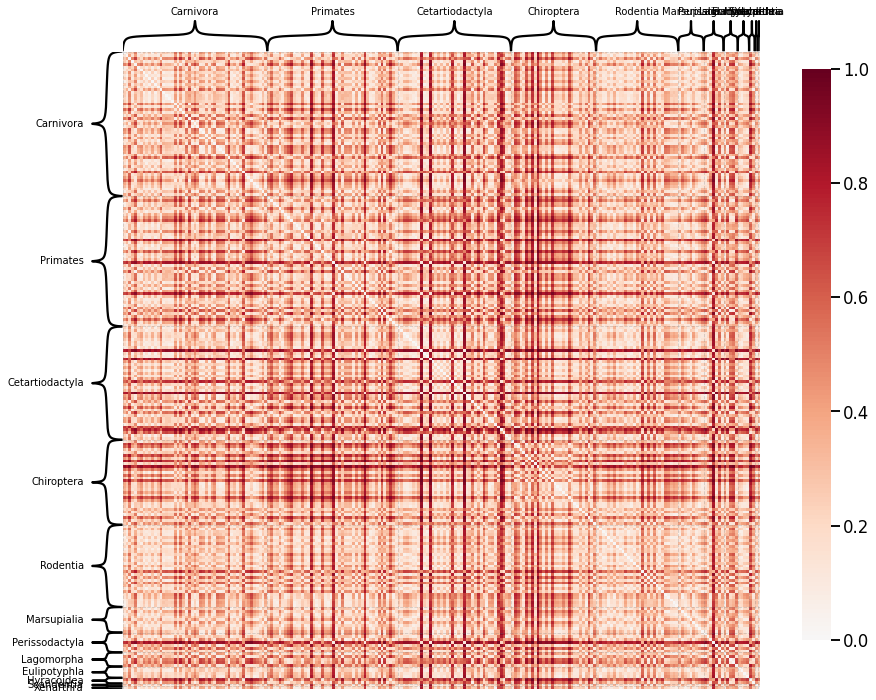 Carnivora
Primates
Cetartiodactyla
Chiroptera
Rodentia
Carnivora
Primates
Cetartiodactyla
Chiroptera
Rodentia
Marsupialia
Perissodactyla
Lagomorpha
Eulipotyphla
Hyracoidea
Xenarthra
1.0
0.8
0.6
0.4
0.2
0.0